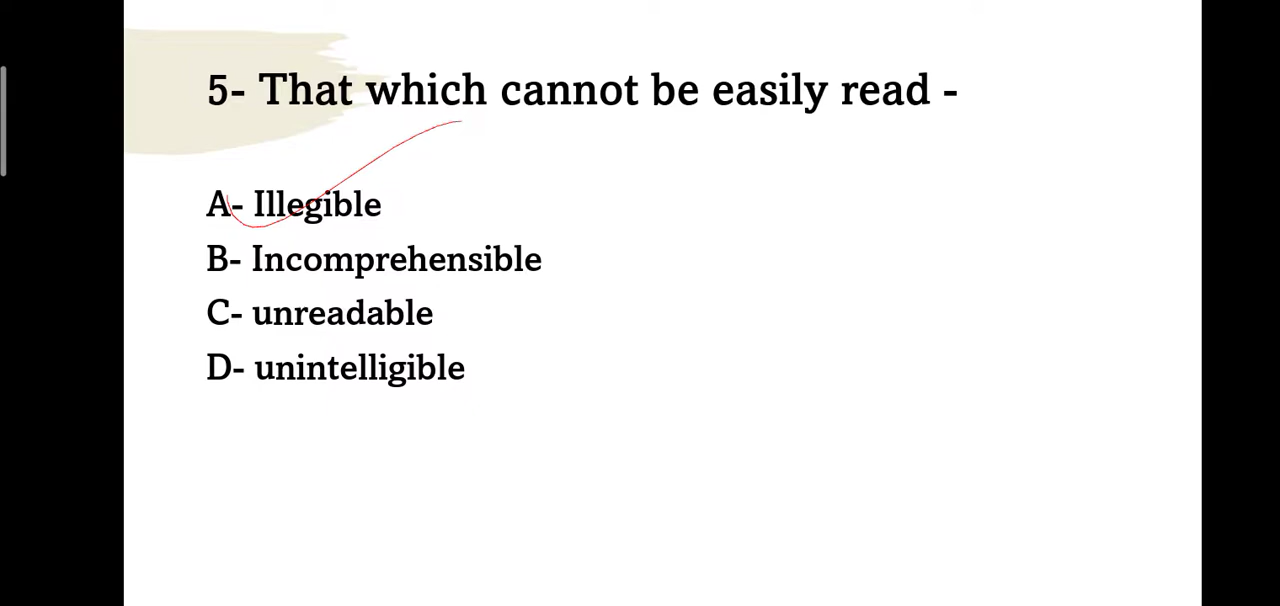 5- That which cannot be easily read -
A- Illegible
B- Incomprehensible
C- unreadable
D- unintelligible